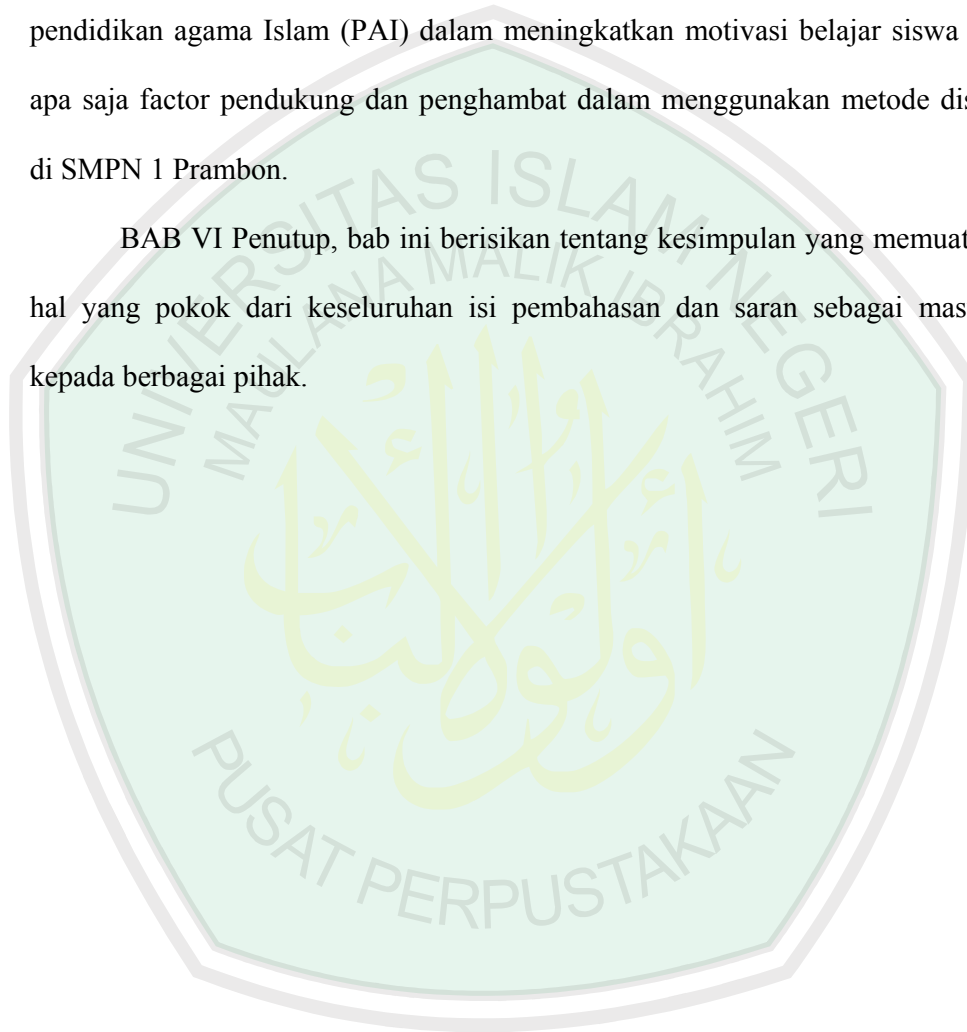 pendidikan agama Islam (PAI) dalam meningkatkan motivasi belajar siswa
apa saja factor pendukung dan penghambat dalam menggunakan metode dis
di SMPN 1 Prambon.
BAB VI Penutup, bab ini berisikan tentang kesimpulan yang memuat
hal yang pokok dari keseluruhan isi pembahasan dan saran sebagai mas
kepada berbagai pihak.
UNIVERSITAS ISLAM NEGERI
MAULANA MALIK IBRAHIM
أولوا الألباب
PUSAT PERPUSTAKAAN